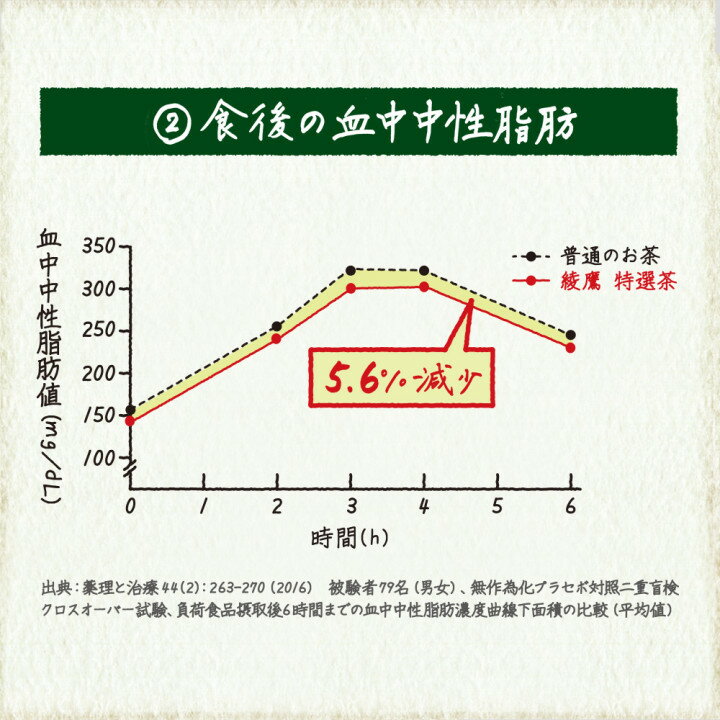 ②食後の血中中性脂肪
血中中性脂肪値(mg/dL)
350
300
250
200
150
100
0 1 2 3 4 5 6
時間(h)
普通のお茶
綾鷹 特選茶
5.6%減少
出典:薬理と治療44(2):263-270(2016) 被験者79名(男女)、無作為化プラセボ対照二重盲検
クロスオーバー試験、負荷食品摂取後6時間までの血中中性脂肪濃度曲線下面積の比較(平均値)